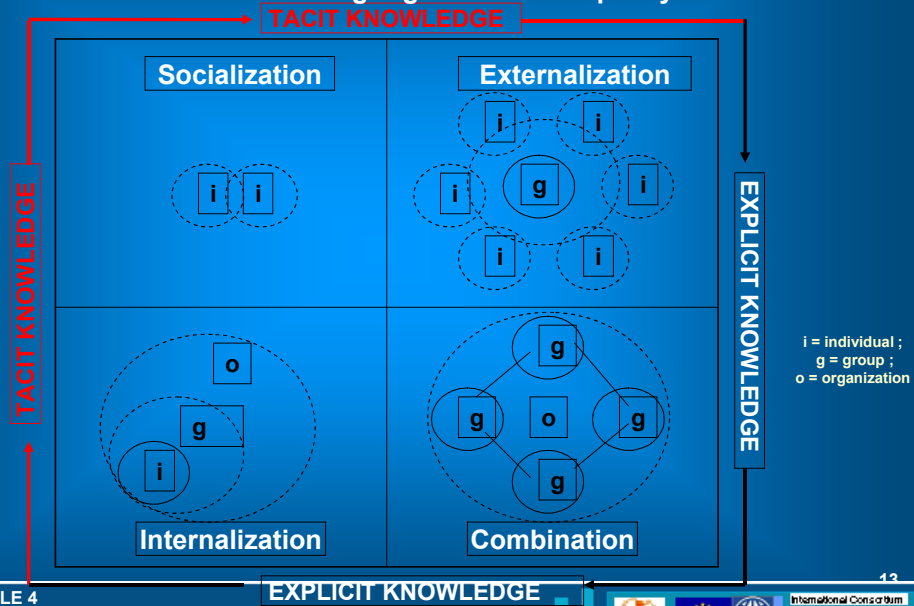 TACIT KNOWLEDGE
Socialization
Externalization
i
i
i
i
i
g
i
i
i
TACIT KNOWLEDGE
EXPLICIT KNOWLEDGE
i = individual ;
g = group ;
o = organization
o
g
i
g
g
o
g
g
Internalization
Combination
EXPLICIT KNOWLEDGE
13
LE 4
International Consortium